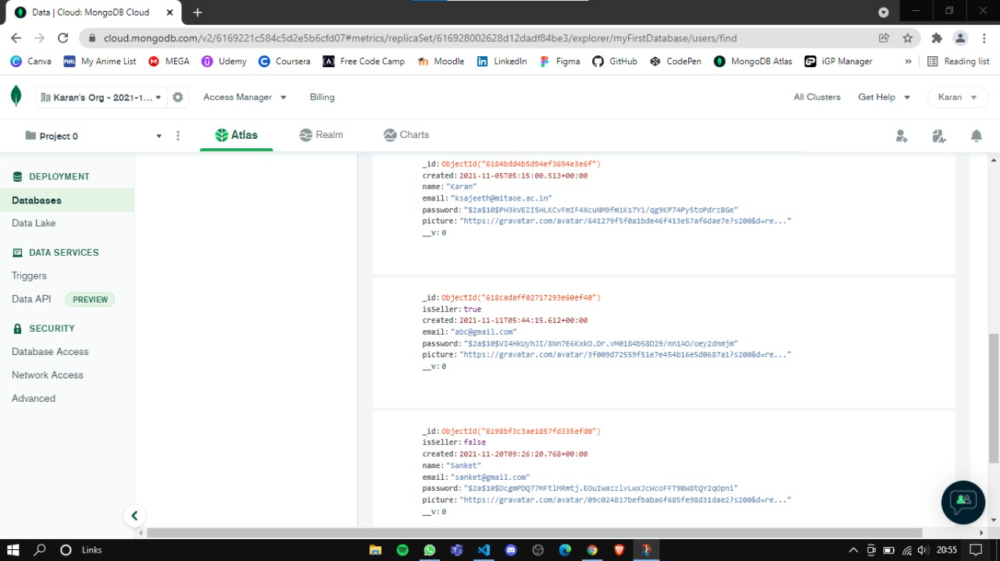 Data | Cloud: MongoDB Cloud
cloud.mongodb.com/v2/6169221c584c5d2e5b6cfd07#metrics/replicaSet/616928002628d12dadf84be3/explorer/myFirstDatabase/users/find
Canva My Anime List MEGA Udemy Coursera Free Code Camp Moodle LinkedIn Figma GitHub CodePen MongoDB Atlas iGP Manager » Reading list
Karan's Org - 2021-1... Access Manager Billing All Clusters Get Help Karan
Project 0 Atlas Realm Charts
DEPLOYMENT
Databases
Data Lake
DATA SERVICES
Triggers
Data API PREVIEW
SECURITY
Database Access
Network Access
Advanced
_id: ObjectId("6184bdd4b5d94ef3694e3e6f")
created: 2021-11-05T05:15:00.513+00:00
name: "Karan"
email: "ksajeeth@mitaoe.ac.in"
password: "$2a$10$PH3kVEZI5HLKCvFmIF4XcuNM9fm1Ks7Yi/qg9KP74Py5toPdrzBGe"
picture: "https://gravatar.com/avatar/641279f5f0a1bde46f413e57af6dae7e?s200&d=re..."
__v: 0
_id: ObjectId("618cadaff02717293e60ef40")
isSeller: true
created: 2021-11-11T05:44:15.612+00:00
email: "abc@gmail.com"
password: "$2a$10$VI4HkUyhJI/8Nn7E6KxkO.Dr.vM0184b58D29/nn1AO/oey2dnmjm"
picture: "https://gravatar.com/avatar/3f009d72559f51e7e454b16e5d0687a1?s200&d=re..."
__v: 0
_id: ObjectId("6198bf3c3ae1857fd335efd0")
isSeller: false
created: 2021-11-20T09:26:20.768+00:00
name: "Sanket"
email: "sanket@gmail.com"
password: "$2a$10$DcgmPDQ77MFtlMRmtj.EOuIwazzlvLwxJcWcoFFT9BW8tQY2qOpni"
picture: "https://gravatar.com/avatar/09c024817befbaba6f685fe98d31dae2?s200&d=re..."
__v: 0
Links 20:55